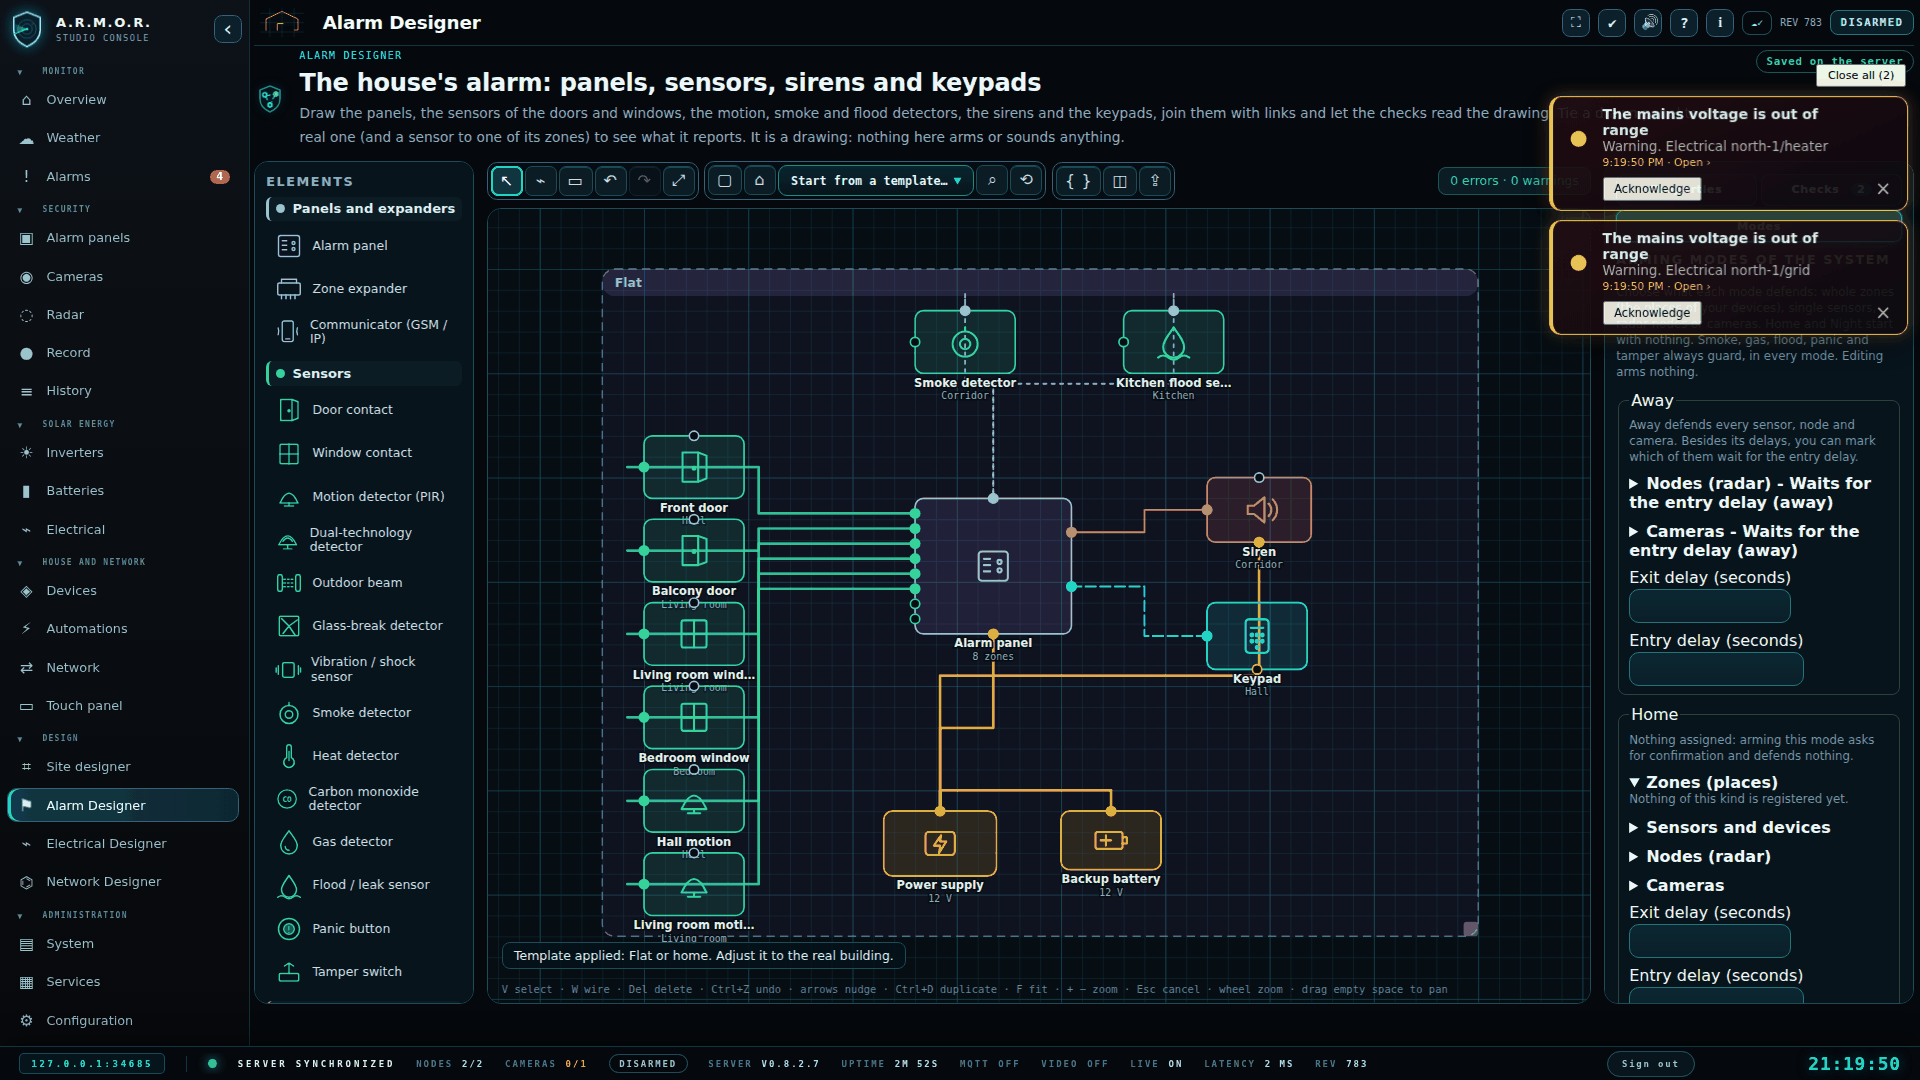 A.R.M.O.R.
STUDIO CONSOLE
MONITOR
Overview
Weather
Alarms
4
SECURITY
Alarm panels
Cameras
Radar
Record
History
SOLAR ENERGY
Inverters
Batteries
Electrical
HOUSE AND NETWORK
Devices
Automations
Network
Touch panel
DESIGN
Site designer
Alarm Designer
Electrical Designer
Network Designer
ADMINISTRATION
System
Services
Configuration
Alarm Designer
?
i
REV 783
DISARMED
ALARM DESIGNER
The house's alarm: panels, sensors, sirens and keypads
Draw the panels, the sensors of the doors and windows, the motion, smoke and flood detectors, the sirens and the keypads, join them with links and let the checks read the drawing.
real one (and a sensor to one of its zones) to see what it reports. It is a drawing: nothing here arms or sounds anything.
Saved on the server
Close all (2)
The mains voltage is out of
range
Warning. Electrical north-1/heater
9:19:50 PM · Open ›
Acknowledge
The mains voltage is out of
range
Warning. Electrical north-1/grid
9:19:50 PM · Open ›
Acknowledge
ELEMENTS
Panels and expanders
Alarm panel
Zone expander
Communicator (GSM /
IP)
Sensors
Door contact
Window contact
Motion detector (PIR)
Dual-technology
detector
Outdoor beam
Glass-break detector
Vibration / shock
sensor
Smoke detector
Heat detector
CO
Carbon monoxide
detector
Gas detector
Flood / leak sensor
Panic button
Tamper switch
Start from a template…
{ }
0 errors · 0 warnings
Checks 2
Flat
Smoke detector
Corridor
Kitchen flood se…
Kitchen
Front door
Hall
Balcony door
Living room
Living room wind…
Living room
Bedroom window
Bedroom
Hall motion
Hall
Living room moti…
Living room
Alarm panel
8 zones
Siren
Corridor
Keypad
Hall
Power supply
12 V
Backup battery
12 V
Template applied: Flat or home. Adjust it to the real building.
V select · W wire · Del delete · Ctrl+Z undo · arrows nudge · Ctrl+D duplicate · F fit · + − zoom · Esc cancel · wheel zoom · drag empty space to pan
with nothing. Smoke, gas, flood, panic and
tamper always guard, in every mode. Editing
arms nothing.
Away
Away defends every sensor, node and
camera. Besides its delays, you can mark
which of them wait for the entry delay.
Nodes (radar) - Waits for
the entry delay (away)
Cameras - Waits for the
entry delay (away)
Exit delay (seconds)
Entry delay (seconds)
Home
Nothing assigned: arming this mode asks
for confirmation and defends nothing.
Zones (places)
Nothing of this kind is registered yet.
Sensors and devices
Nodes (radar)
Cameras
Exit delay (seconds)
Entry delay (seconds)
127.0.0.1:34685
SERVER SYNCHRONIZED
NODES 2/2
CAMERAS 0/1
DISARMED
SERVER V0.8.2.7
UPTIME 2M 52S
MQTT OFF
VIDEO OFF
LIVE ON
LATENCY 2 MS
REV 783
Sign out
21:19:50